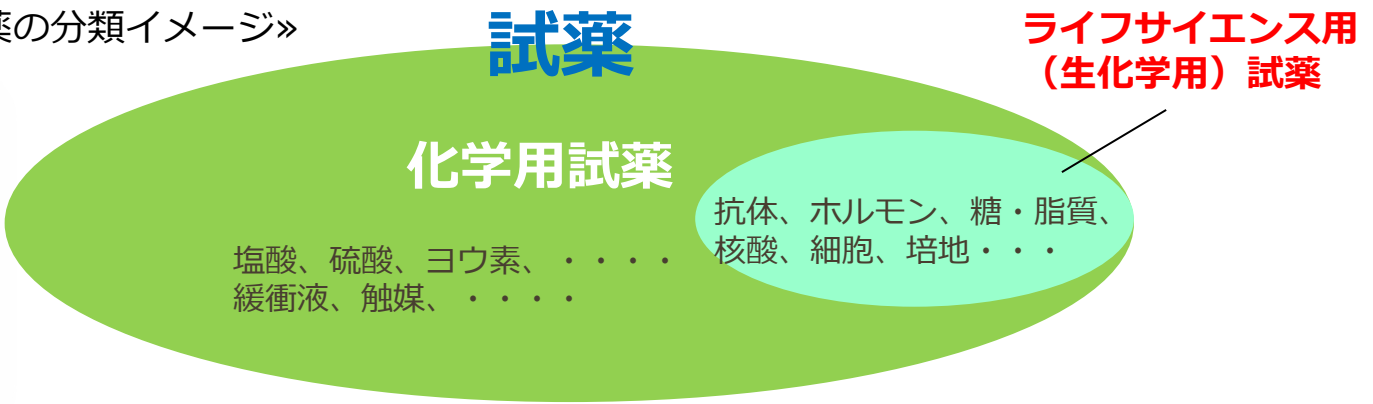 薬の分類イメージ»
試薬
ライフサイエンス用
（生化学用）試薬
化学用試薬
抗体、ホルモン、糖・脂質、
核酸、細胞、培地・・・
塩酸、硫酸、ヨウ素、・・・・
緩衝液、触媒、・・・・